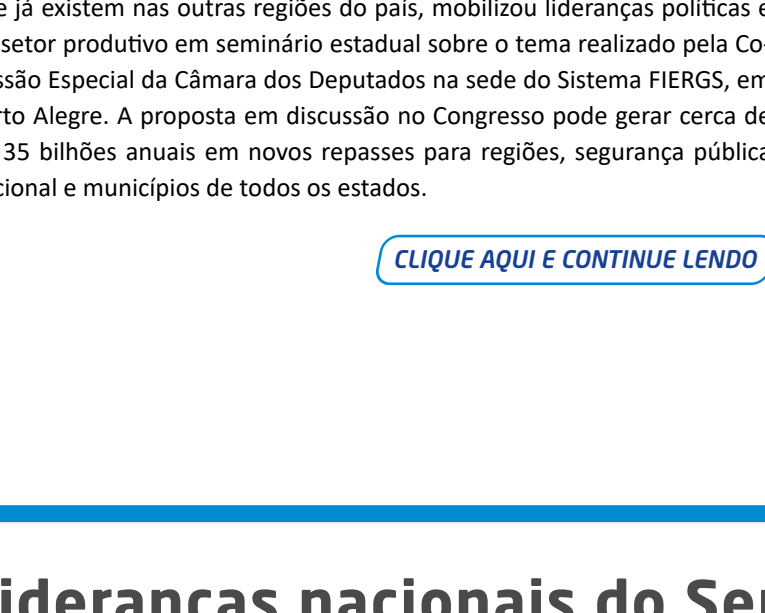 e já existem nas outras regiões do país, mobilizou lideranças políticas e
setor produtivo em seminário estadual sobre o tema realizado pela Co-
ssão Especial da Câmara dos Deputados na sede do Sistema FIERGS, em
rto Alegre. A proposta em discussão no Congresso pode gerar cerca de
35 bilhões anuais em novos repasses para regiões, segurança pública
cional e municípios de todos os estados.
CLIQUE AQUI E CONTINUE LENDO
ideranças nacionais do Ser